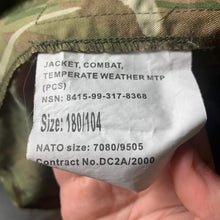 JACKET, COMBAT,
TEMPERATE WEATHER MTP
(PCS)
NSN: 8415-99-317-8368
Size: 180/104
NATO size: 7080/9505
Contract No.DC2A/2000